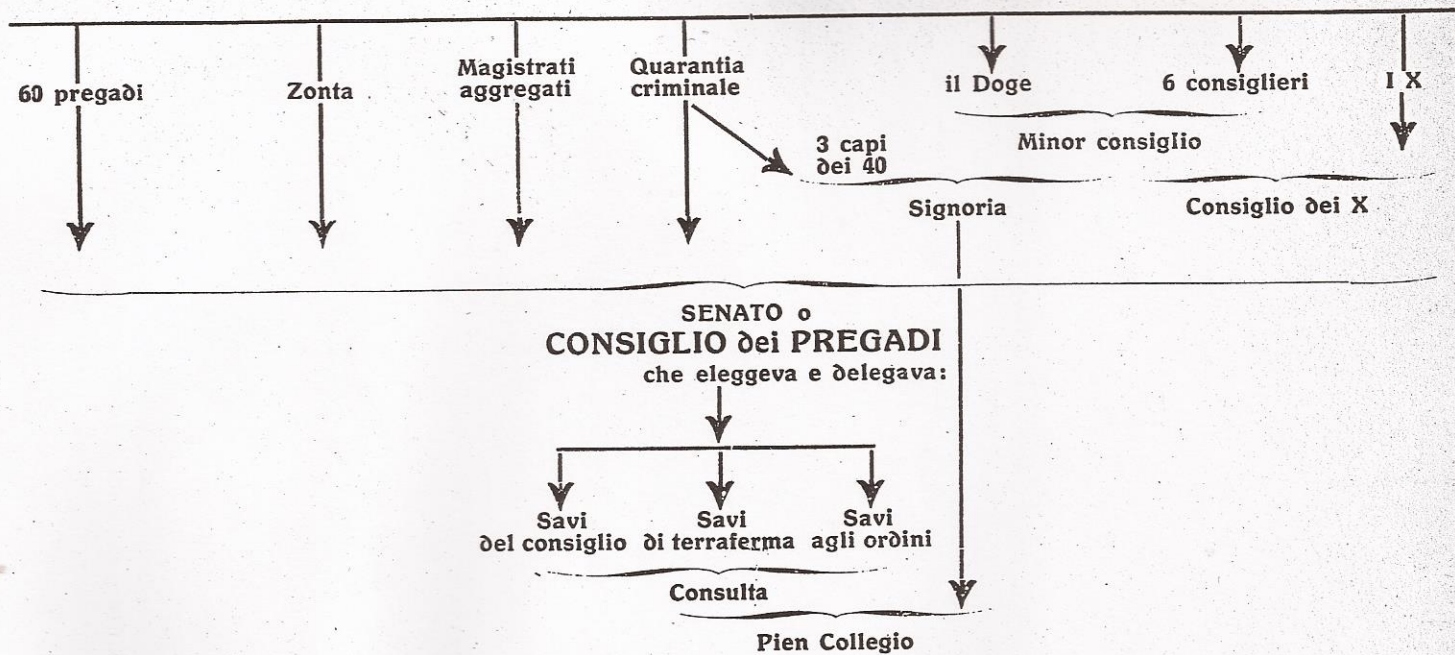 60 pregadi
Zonta
Magistrati
aggregati
Quarantia
criminale
il Doge
6 consiglieri
I X
3 capi
dei 40
Minor consiglio
Signoria
Consiglio dei X
SENATO o
CONSIGLIO dei PREGADI
che eleggeva e delegava:
Savi
del consiglio
Savi
di terraferma
Savi
agli ordini
Consulta
Pien Collegio